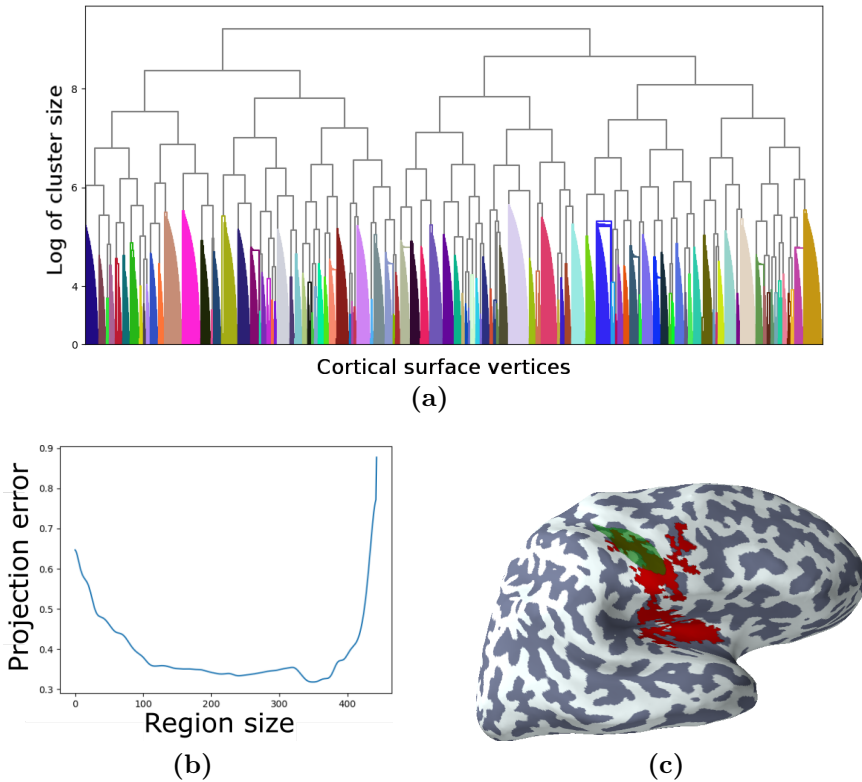 Log of cluster size
8
6
4
0
Cortical surface vertices
(a)
Projection error
0.9
0.8
0.7
0.6
0.5
0.4
0.3
0 100 200 300 400
Region size
(b)
(c)